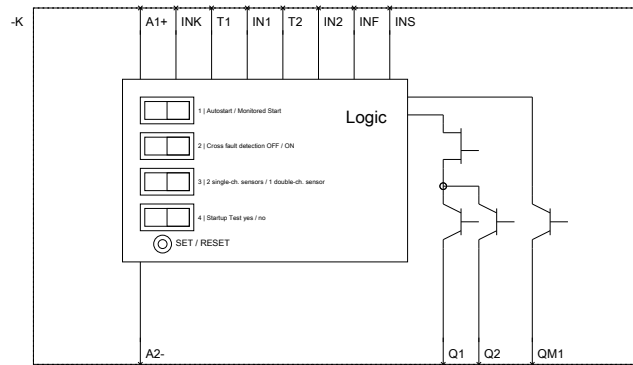 -K A1+ INK T1 IN1 T2 IN2 INF INS
1 | Autostart / Monitored Start
Logic
2 | Cross fault detection OFF / ON
3 | 2 single-ch. sensors / 1 double-ch. sensor
4 | Startup Test yes / no
SET / RESET
A2- Q1 Q2 QM1